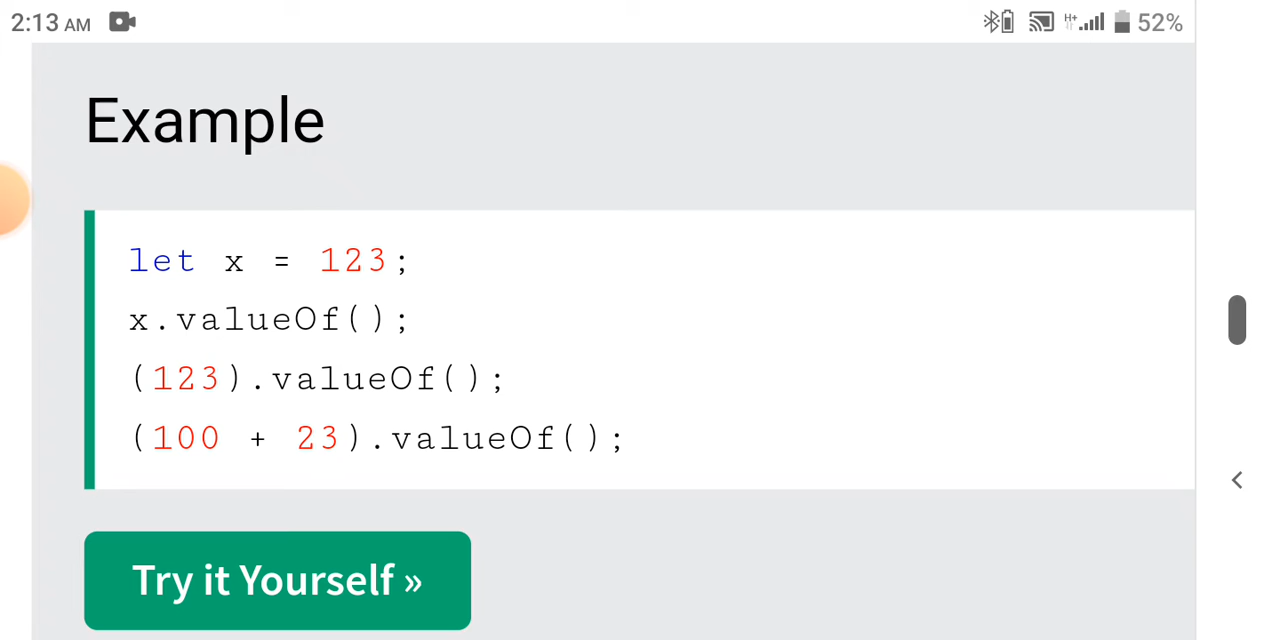 2:13 AM H+ 52%
Example
let x = 123;
x.valueOf();
(123).valueOf();
(100 + 23).valueOf();
Try it Yourself »